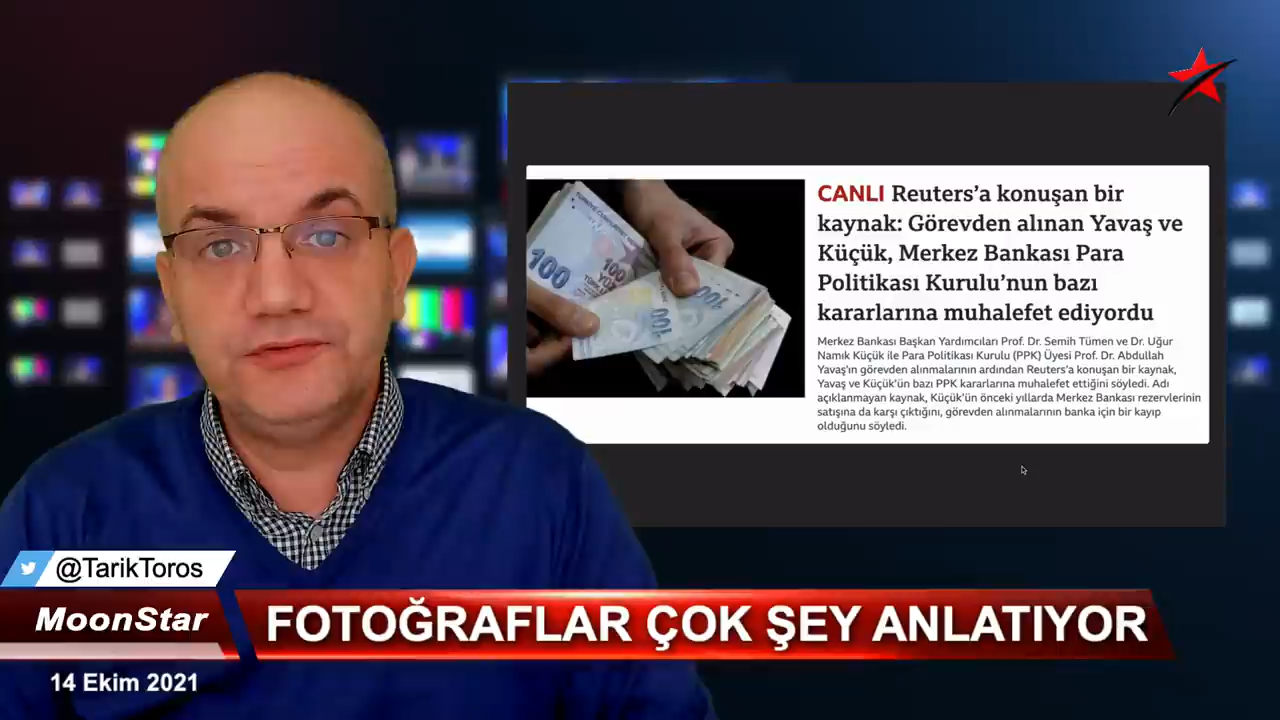 CANLI Reuters'a konuşan bir
kaynak: Görevden alınan Yavaş ve
Küçük, Merkez Bankası Para
Politikası Kurulu'nun bazı
kararlarına muhalefet ediyordu
Merkez Bankası Başkan Yardımcıları Prof. Dr. Semih Tümen ve Dr. Uğur
Namık Küçük ile Para Politikası Kurulu (PPK) Üyesi Prof. Dr. Abdullah
Yavaş'ın görevden alınmalarının ardından Reuters'a konuşan bir kaynak,
Yavaş ve Küçük'ün bazı PPK kararlarına muhalefet ettiğini söyledi. Adı
açıklanmayan kaynak, Küçük'ün önceki yıllarda Merkez Bankası rezervlerinin
satışına da karşı çıktığını, görevden alınmalarının banka için bir kayıp
olduğunu söyledi.
100
100
100
100
@TarikToros
MoonStar
FOTOĞRAFLAR ÇOK ŞEY ANLATIYOR
14 Ekim 2021